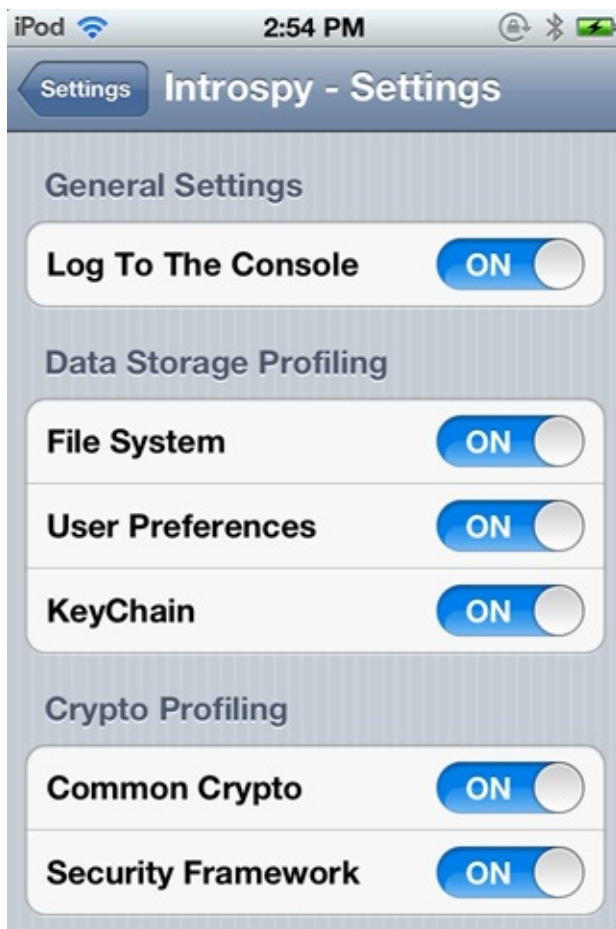 iPod 2:54 PM
Settings Introspy - Settings
General Settings
Log To The Console ON
Data Storage Profiling
File System ON
User Preferences ON
KeyChain ON
Crypto Profiling
Common Crypto ON
Security Framework ON